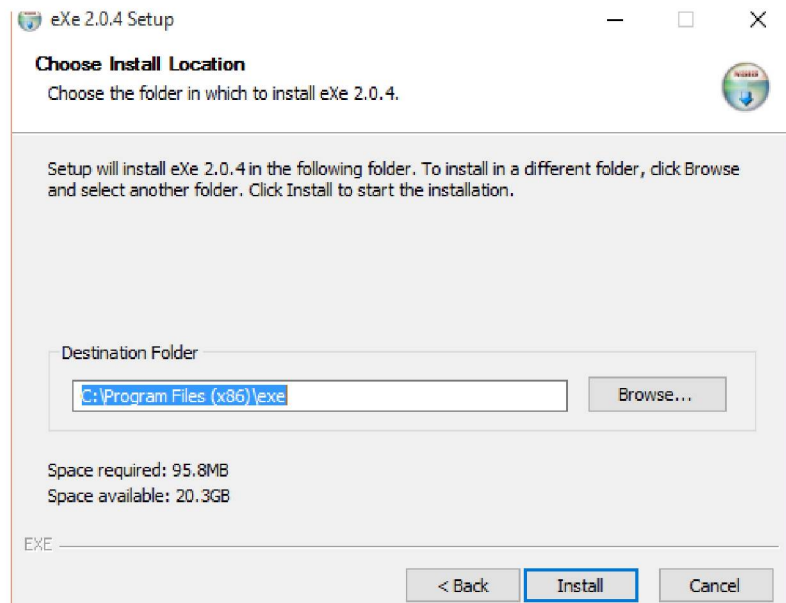 eXe 2.0.4 Setup
Choose Install Location
Choose the folder in which to install eXe 2.0.4.
Setup will install eXe 2.0.4 in the following folder. To install in a different folder, click Browse
and select another folder. Click Install to start the installation.
Destination Folder
C:\Program Files (x86)\exe
Browse...
Space required: 95.8MB
Space available: 20.3GB
EXE
< Back
Install
Cancel